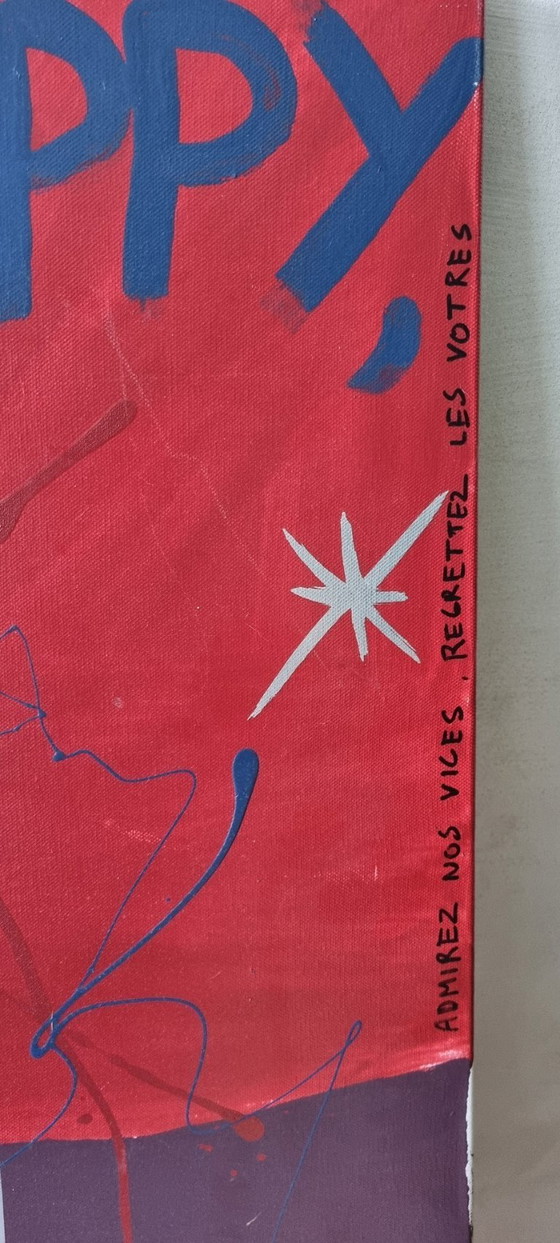 PPY,
ADMIREZ NOS VICES, REGRETTEZ LES VOTRES